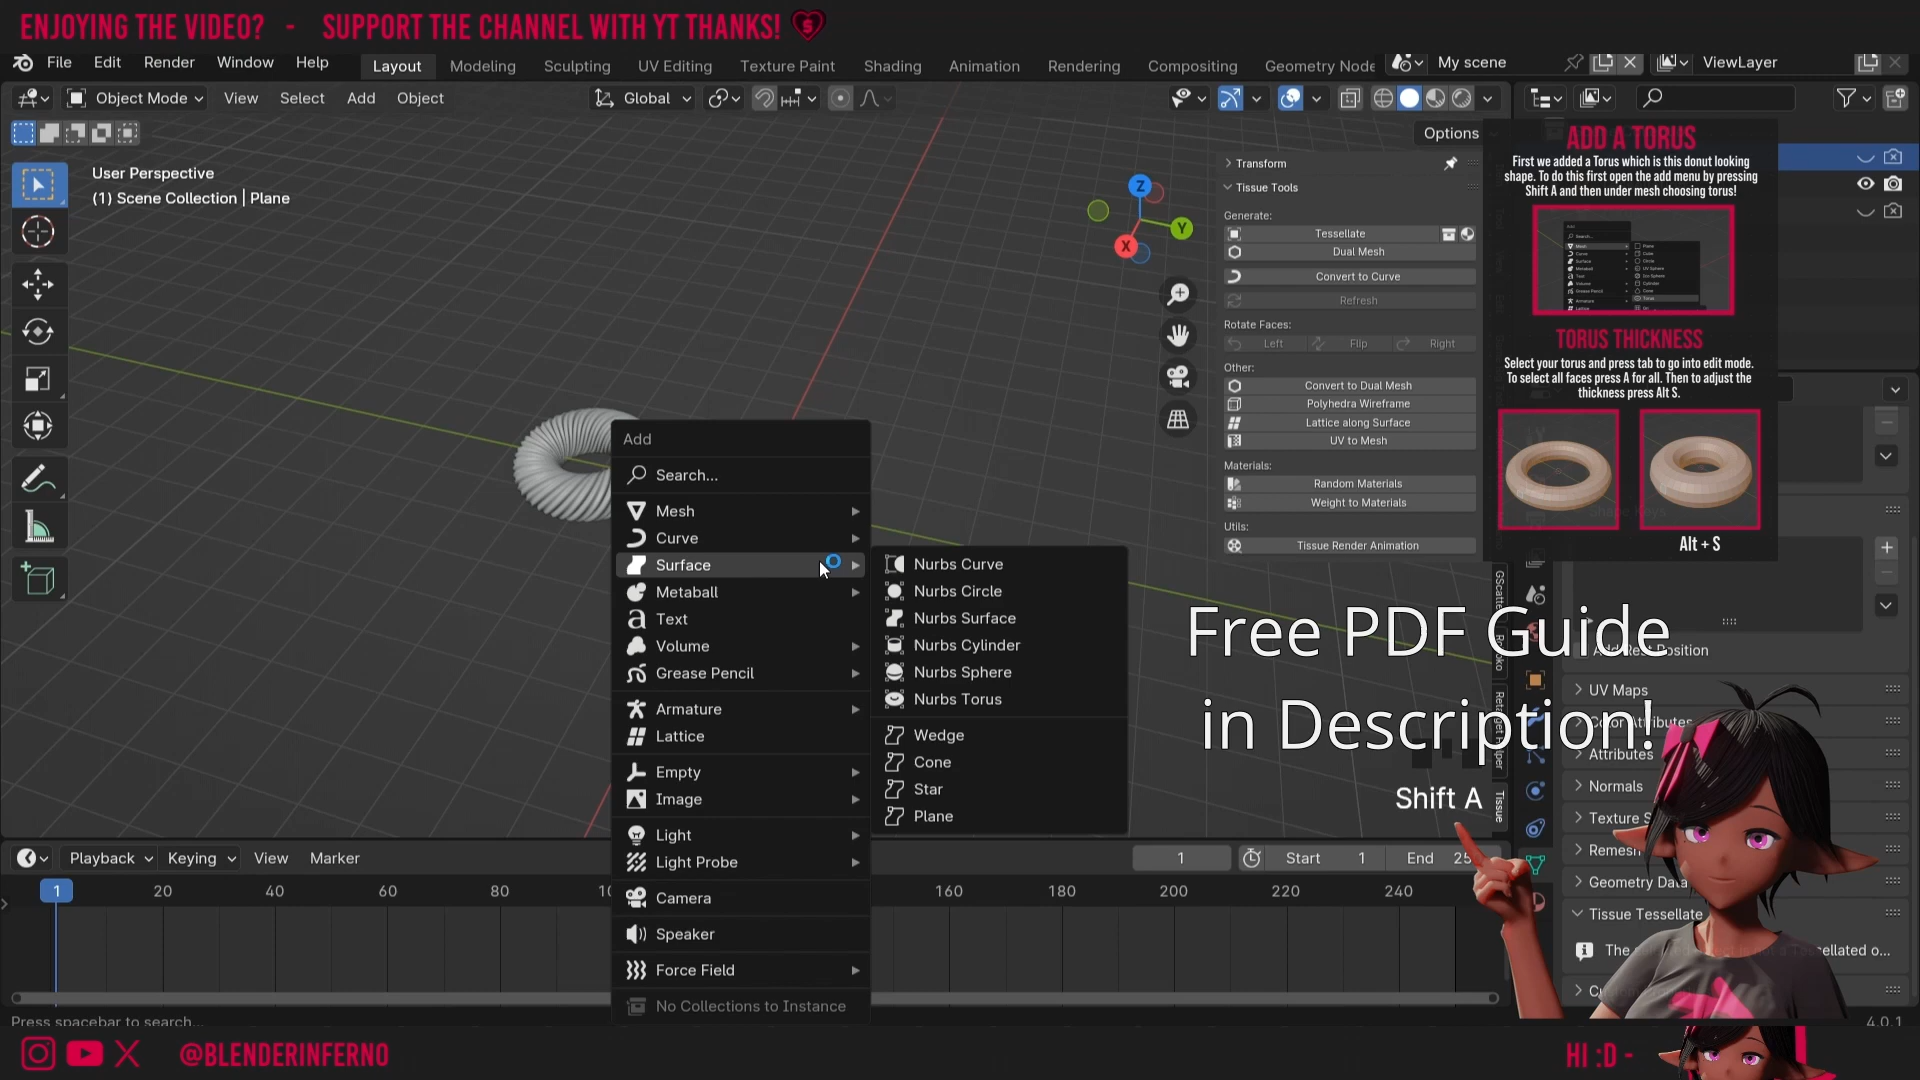 ENJOYING THE VIDEO? - SUPPORT THE CHANNEL WITH YT THANKS!
File Edit Render Window Help
Layout Modeling Sculpting UV Editing Texture Paint Shading Animation Rendering Compositing Geometry Node
My scene
ViewLayer
Object Mode
View Select Add Object
Global
Options
User Perspective
(1) Scene Collection | Plane
Z
Y
X
Transform
Tissue Tools
Generate:
Tessellate
Dual Mesh
Convert to Curve
Refresh
Rotate Faces:
Left Flip Right
Other:
Convert to Dual Mesh
Polyhedra Wireframe
Lattice along Surface
UV to Mesh
Materials:
Random Materials
Weight to Materials
Utils:
Tissue Render Animation
ADD A TORUS
First we added a Torus which is this donut looking
shape. To do this first open the add menu by pressing
Shift A and then under mesh choosing torus!
TORUS THICKNESS
Select your torus and press tab to go into edit mode.
To select all faces press A for all. Then to adjust the
thickness press Alt S.
Alt + S
Add
Search...
Mesh
Curve
Surface
Metaball
Text
Volume
Grease Pencil
Armature
Lattice
Empty
Image
Light
Light Probe
Camera
Speaker
Force Field
No Collections to Instance
Nurbs Curve
Nurbs Circle
Nurbs Surface
Nurbs Cylinder
Nurbs Sphere
Nurbs Torus
Wedge
Cone
Star
Plane
Free PDF Guide
in Description!
Shift A
Tissue
Add Rest Position
UV Maps
Color Attributes
Attributes
Normals
Texture S
Remesh
Geometry Data
Tissue Tessellate
Playback Keying View Marker
1
Start 1
End 25
1 20 40 60 80 10 160 180 200 220 240
Press spacebar to search...
4.0.1
@BLENDERINFERNO
HI :D -